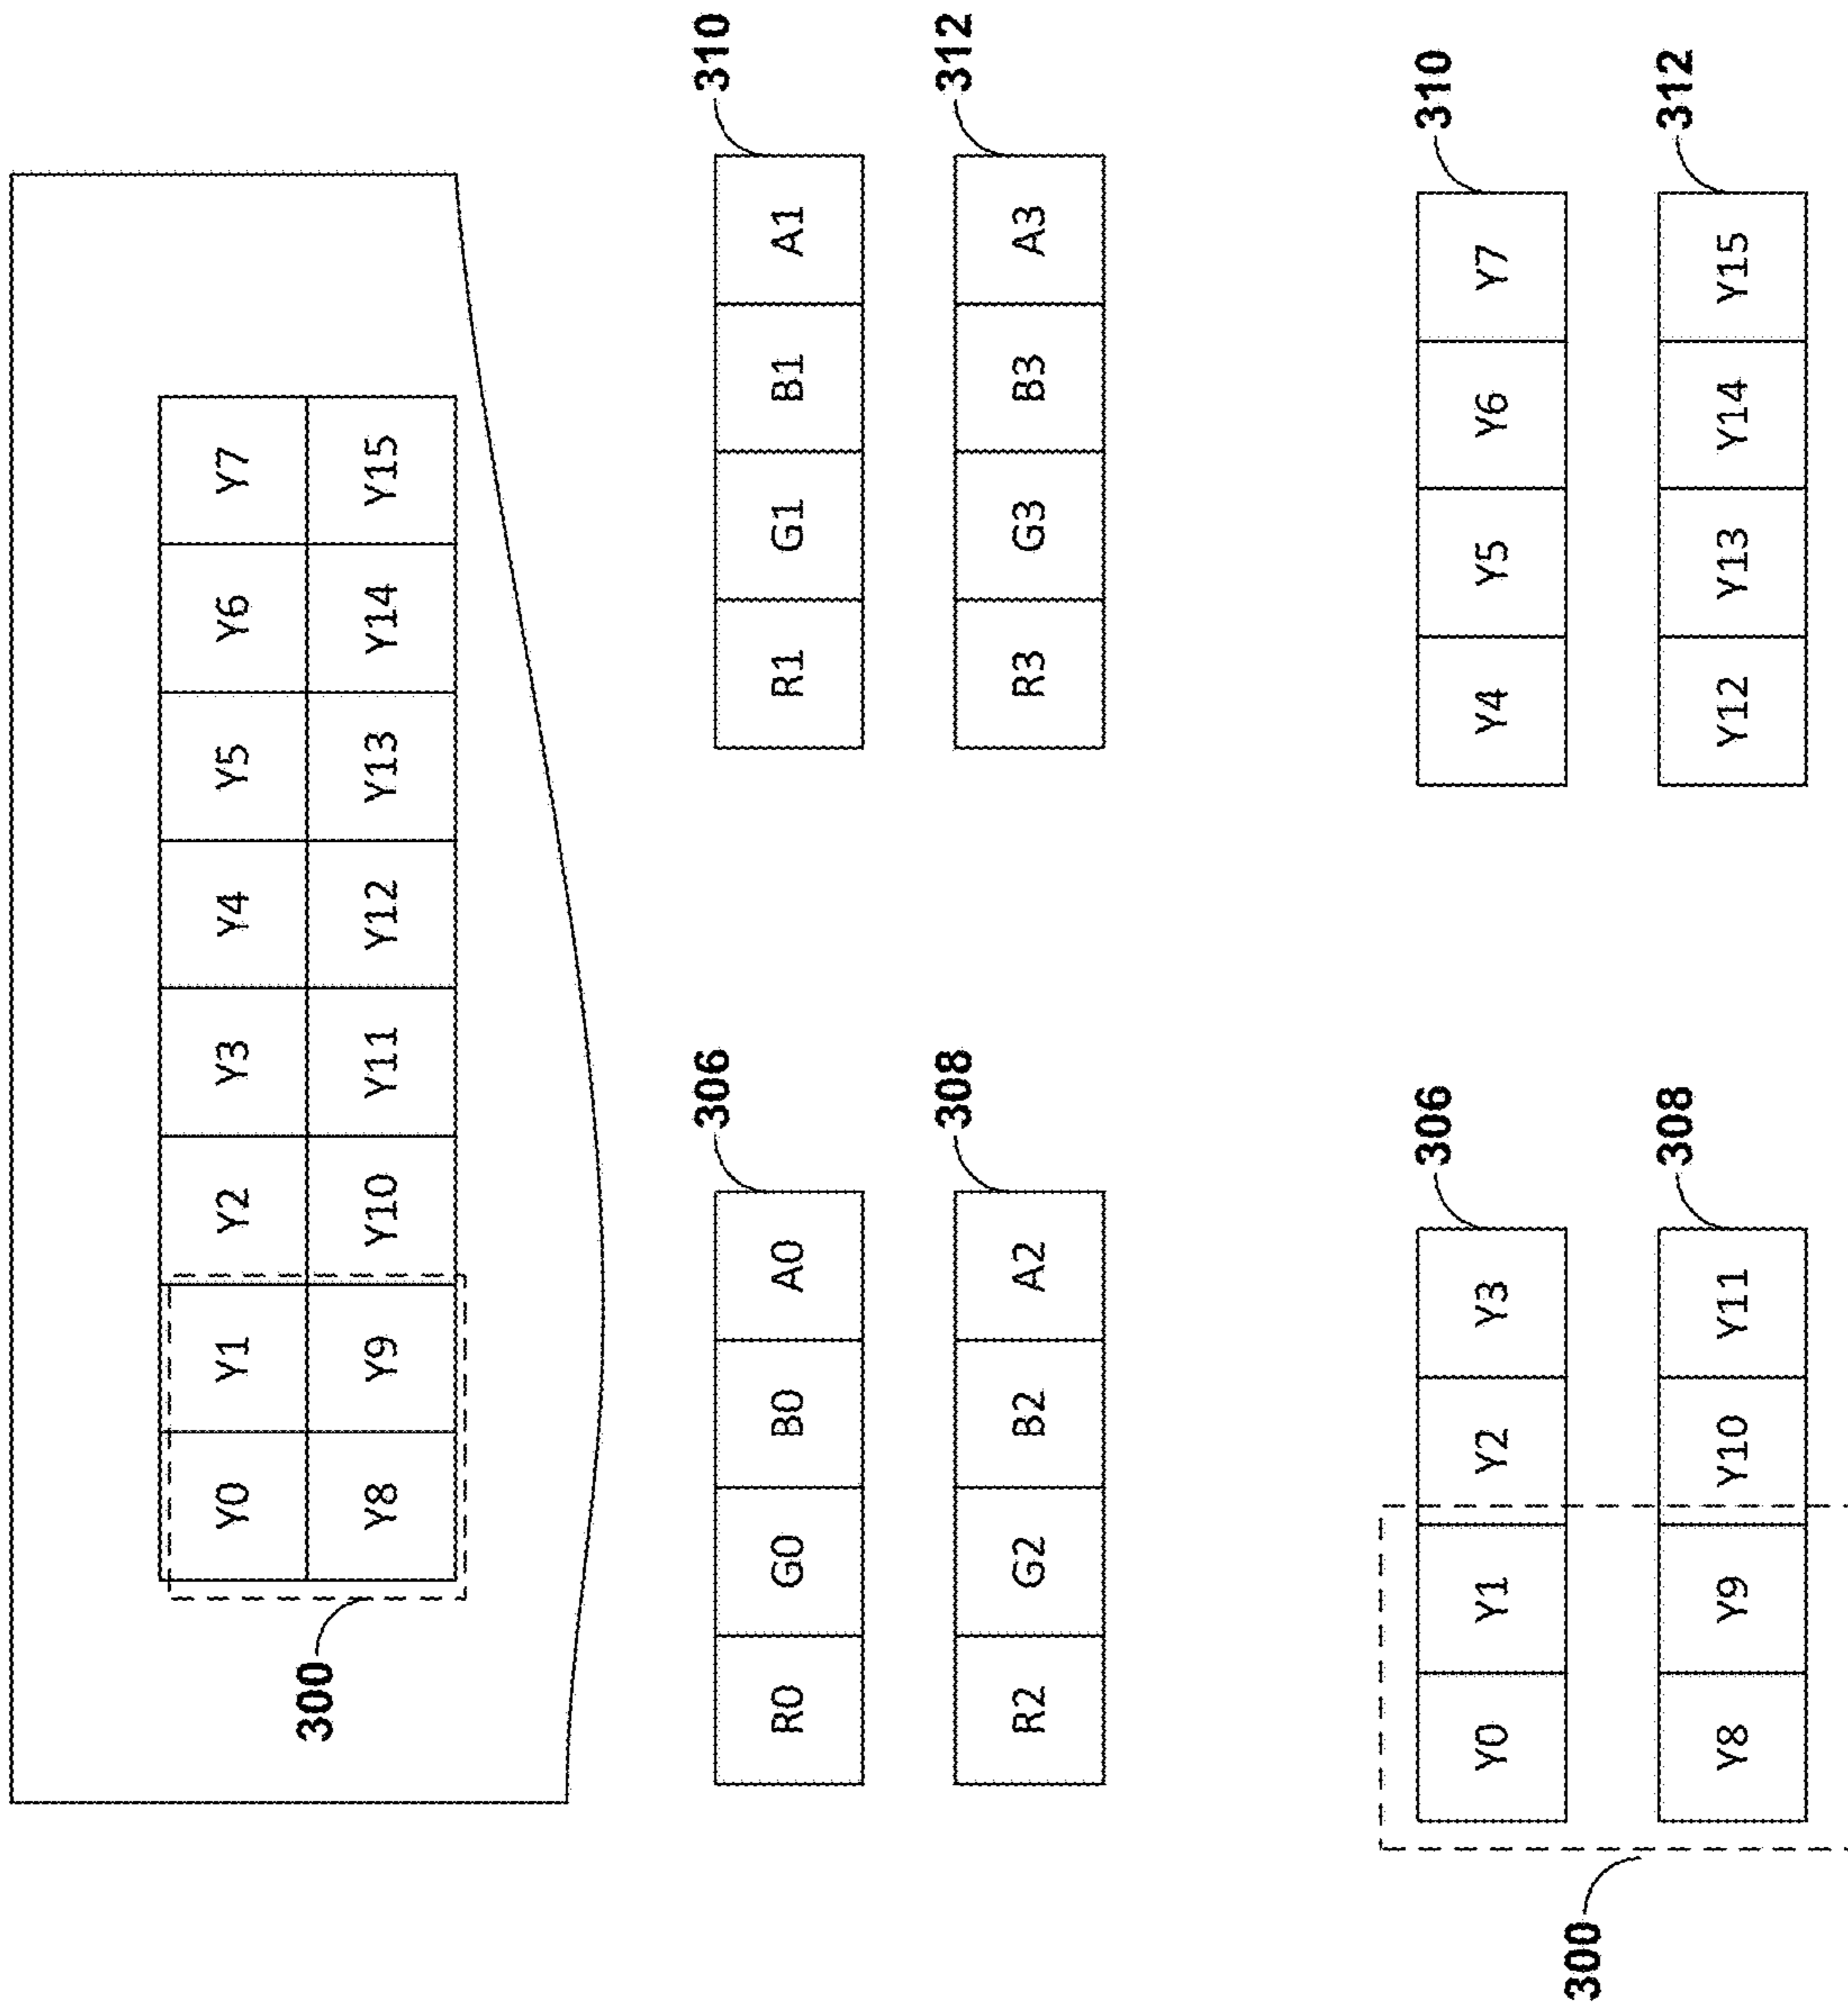 Y0 Y1 Y2 Y3 Y4 Y5 Y6 Y7
Y8 Y9 Y10 Y11 Y12 Y13 Y14 Y15
300
306 310
R0 G0 B0 A0 R1 G1 B1 A1
308 312
R2 G2 B2 A2 R3 G3 B3 A3
306 310
Y0 Y1 Y2 Y3 Y4 Y5 Y6 Y7
300
308 312
Y8 Y9 Y10 Y11 Y12 Y13 Y14 Y15